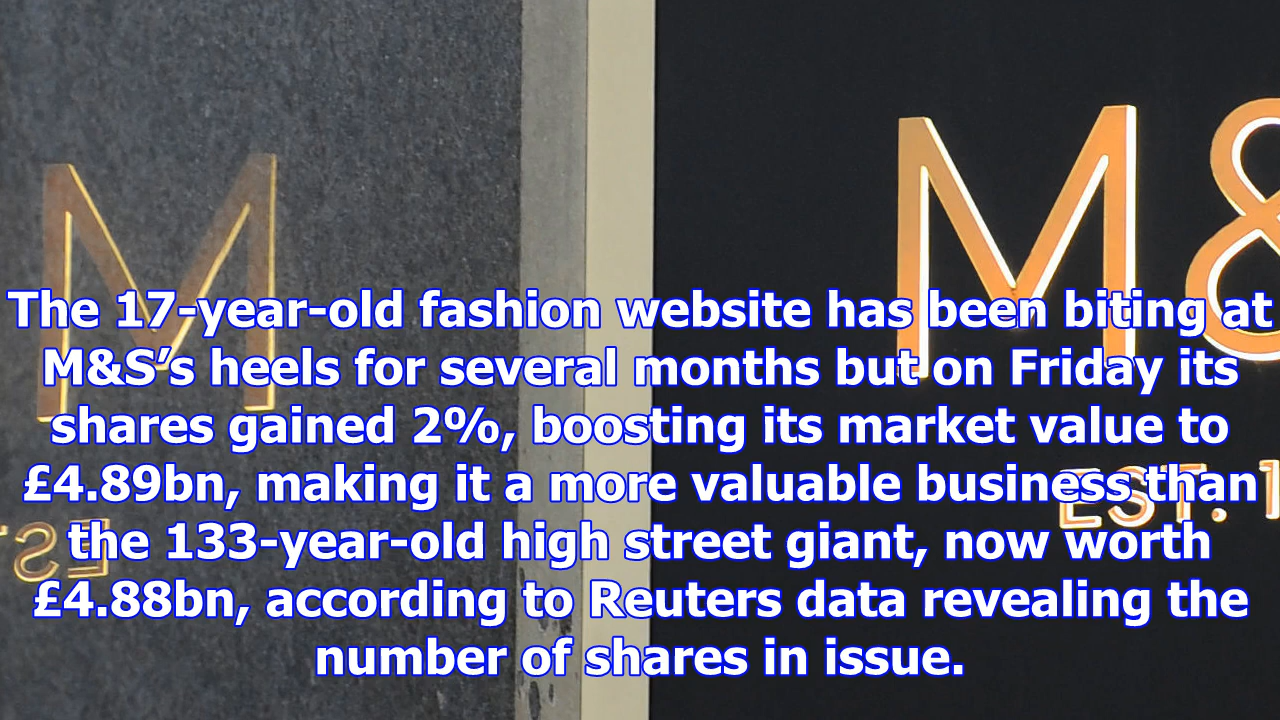 M
M&
The 17-year-old fashion website has been biting at
M&S’s heels for several months but on Friday its
shares gained 2%, boosting its market value to
£4.89bn, making it a more valuable business than
the 133-year-old high street giant, now worth
£4.88bn, according to Reuters data revealing the
number of shares in issue.
EST. 1